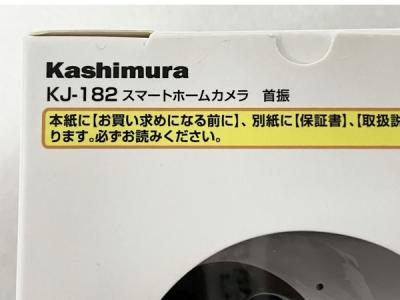 Kashimura
KJ-182 スマートホームカメラ 首振
本紙に【お買い求めになる前に】、別紙に【保証書】、【取扱説
ります。必ずお読みください。